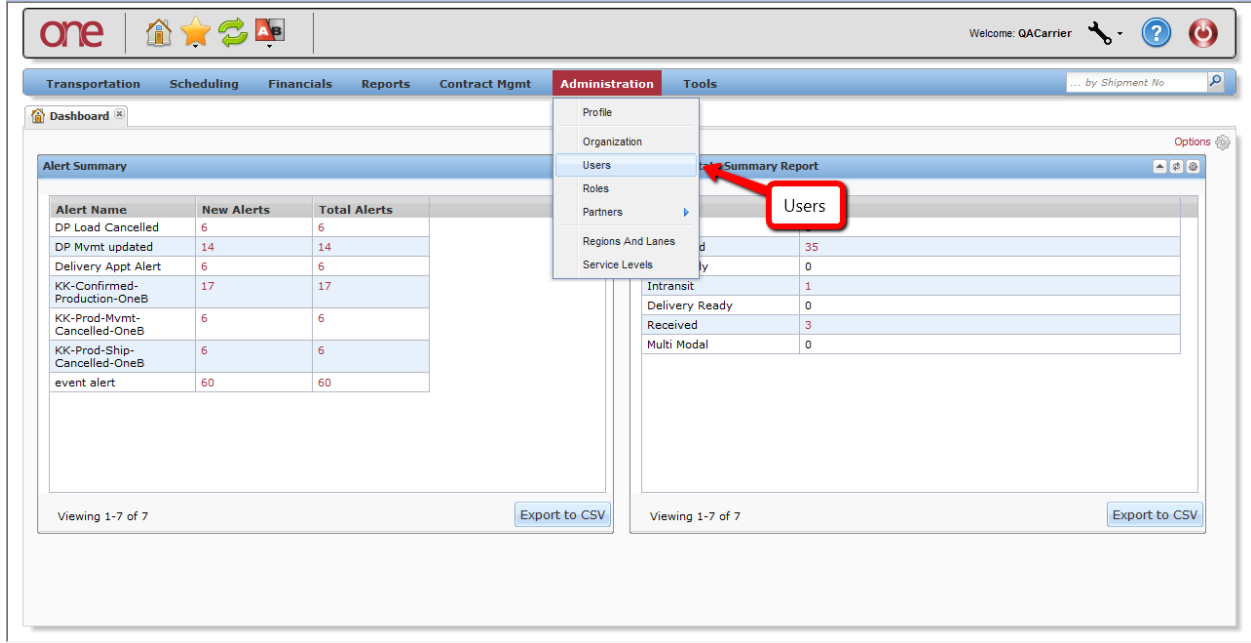 one
A B
Welcome: QACarrier
?
Transportation Scheduling Financials Reports Contract Mgmt Administration Tools
... by Shipment No
Dashboard
Profile
Organization
Users
Roles
Partners
Regions And Lanes
Service Levels
Options
Alert Summary
Summary Report
Users
Alert Name New Alerts Total Alerts
DP Load Cancelled 6 6
DP Mvmt updated 14 14
Delivery Appt Alert 6 6
KK-Confirmed-
Production-OneB 17 17
KK-Prod-Mvmt-
Cancelled-OneB 6 6
KK-Prod-Ship-
Cancelled-OneB 6 6
event alert 60 60
35
0
Intransit 1
Delivery Ready 0
Received 3
Multi Modal 0
Viewing 1-7 of 7
Export to CSV
Viewing 1-7 of 7
Export to CSV